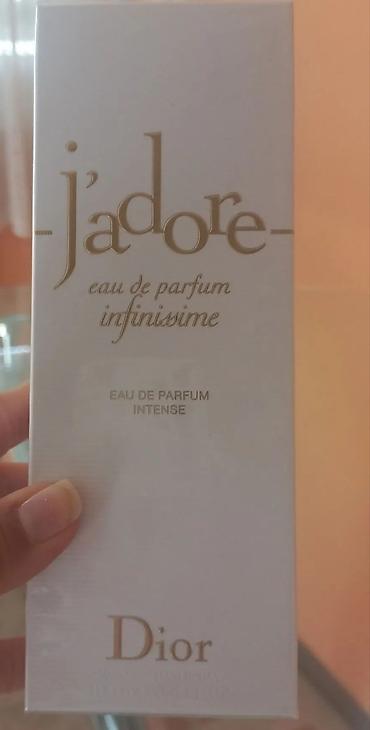 j'adore
eau de parfum
infinissime
EAU DE PARFUM
INTENSE
Dior